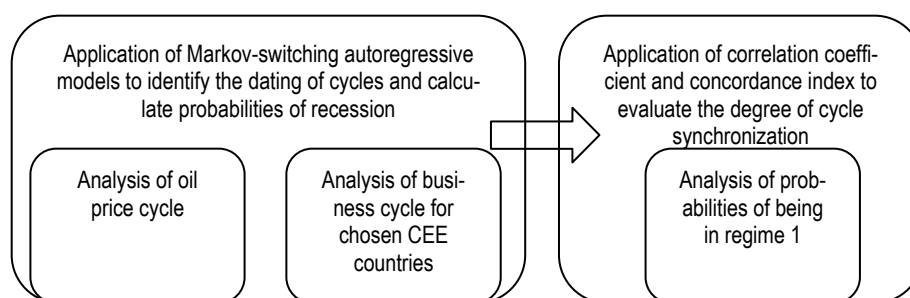 Application of Markov-switching autoregressive
models to identify the dating of cycles and calcu-
late probabilities of recession
Analysis of oil
price cycle
Analysis of busi-
ness cycle for
chosen CEE
countries
Application of correlation coeffi-
cient and concordance index to
evaluate the degree of cycle
synchronization
Analysis of prob-
abilities of being
in regime 1